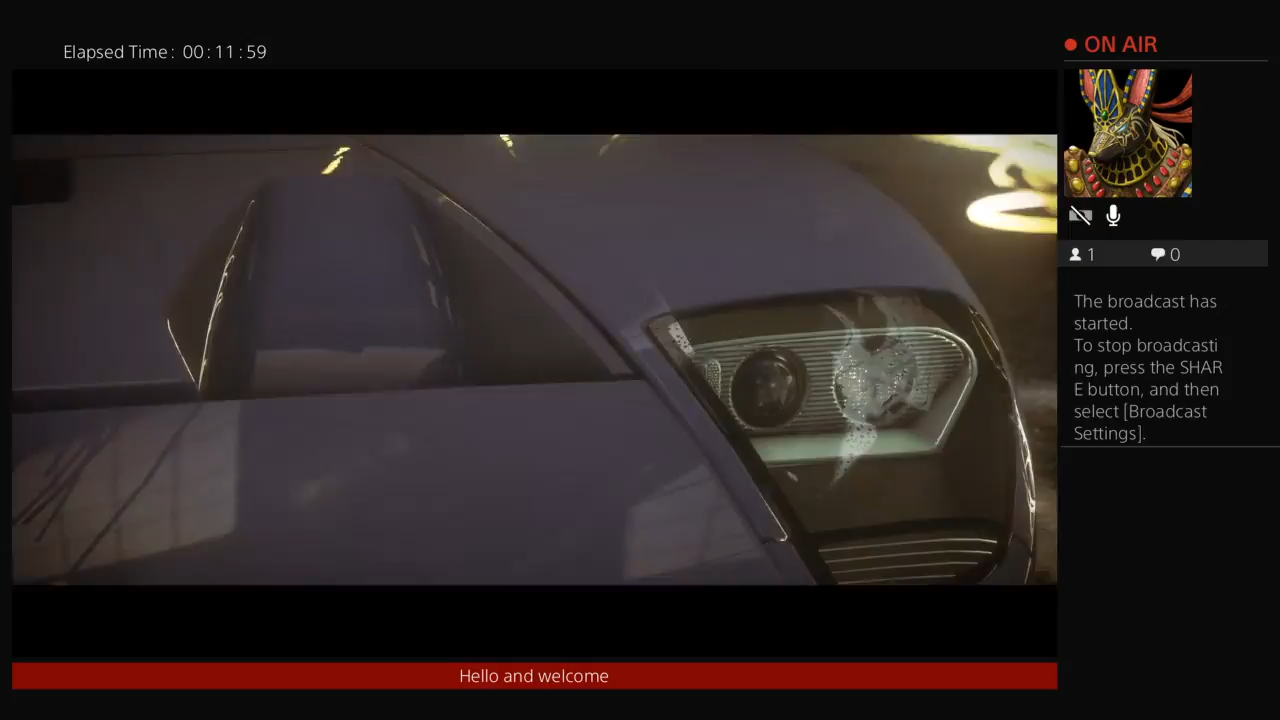 Elapsed Time: 00:11:59
ON AIR
1
0
The broadcast has
started.
To stop broadcasti
ng, press the SHAR
E button, and then
select [Broadcast
Settings].
Hello and welcome